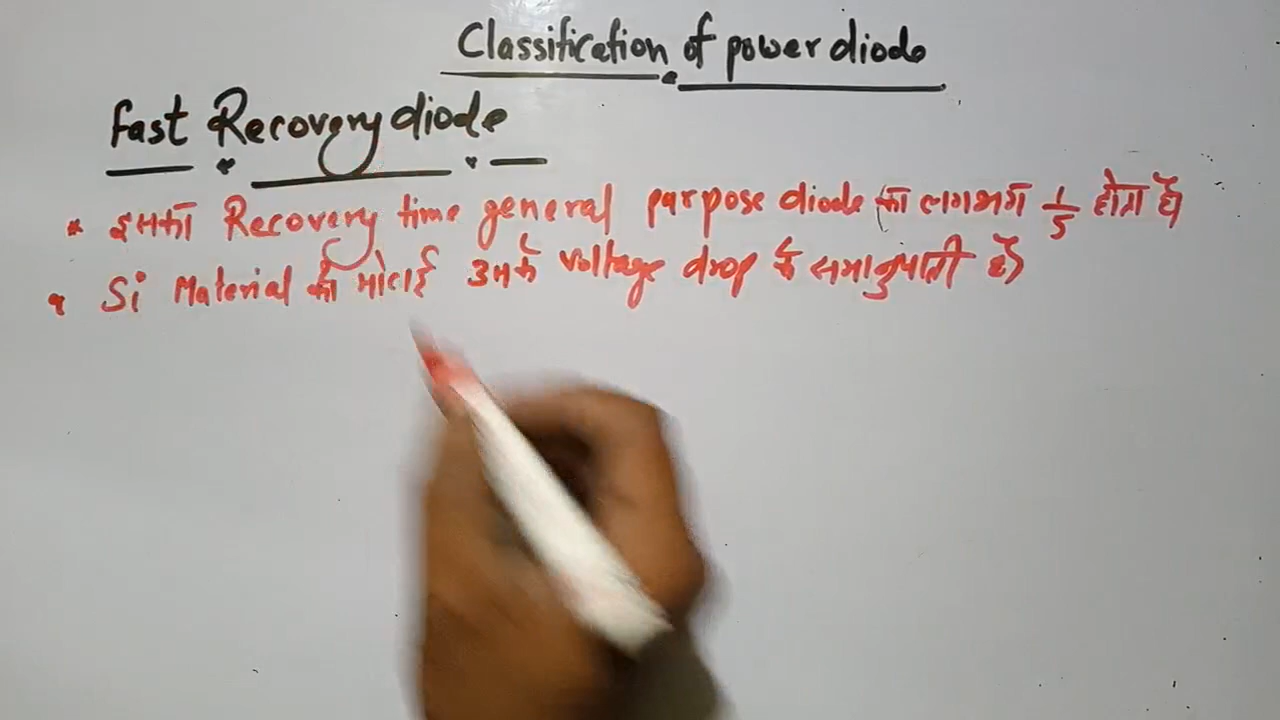 Classification of power diode
Fast Recovery diode
* इसका Recovery time general parpose diode का लगभग 1/5 होता है
* Si Material की मोटाई उसके voltage drop के समानुपाती है